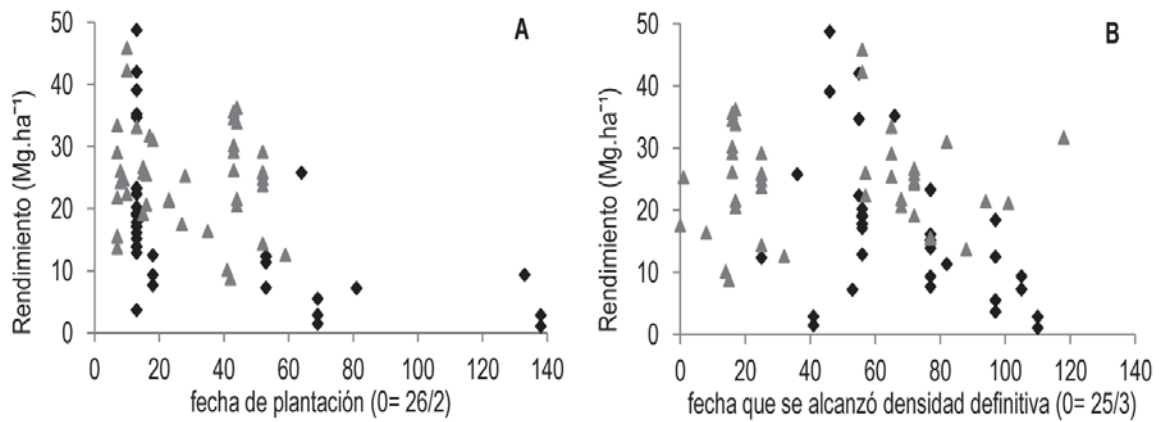 A
50
40
30
20
10
0
Rendimiento (Mg.ha⁻¹)
0 20 40 60 80 100 120 140
fecha de plantación (0= 26/2)
B
50
40
30
20
10
0
Rendimiento (Mg.ha⁻¹)
0 20 40 60 80 100 120 140
fecha que se alcanzó densidad definitiva (0= 25/3)